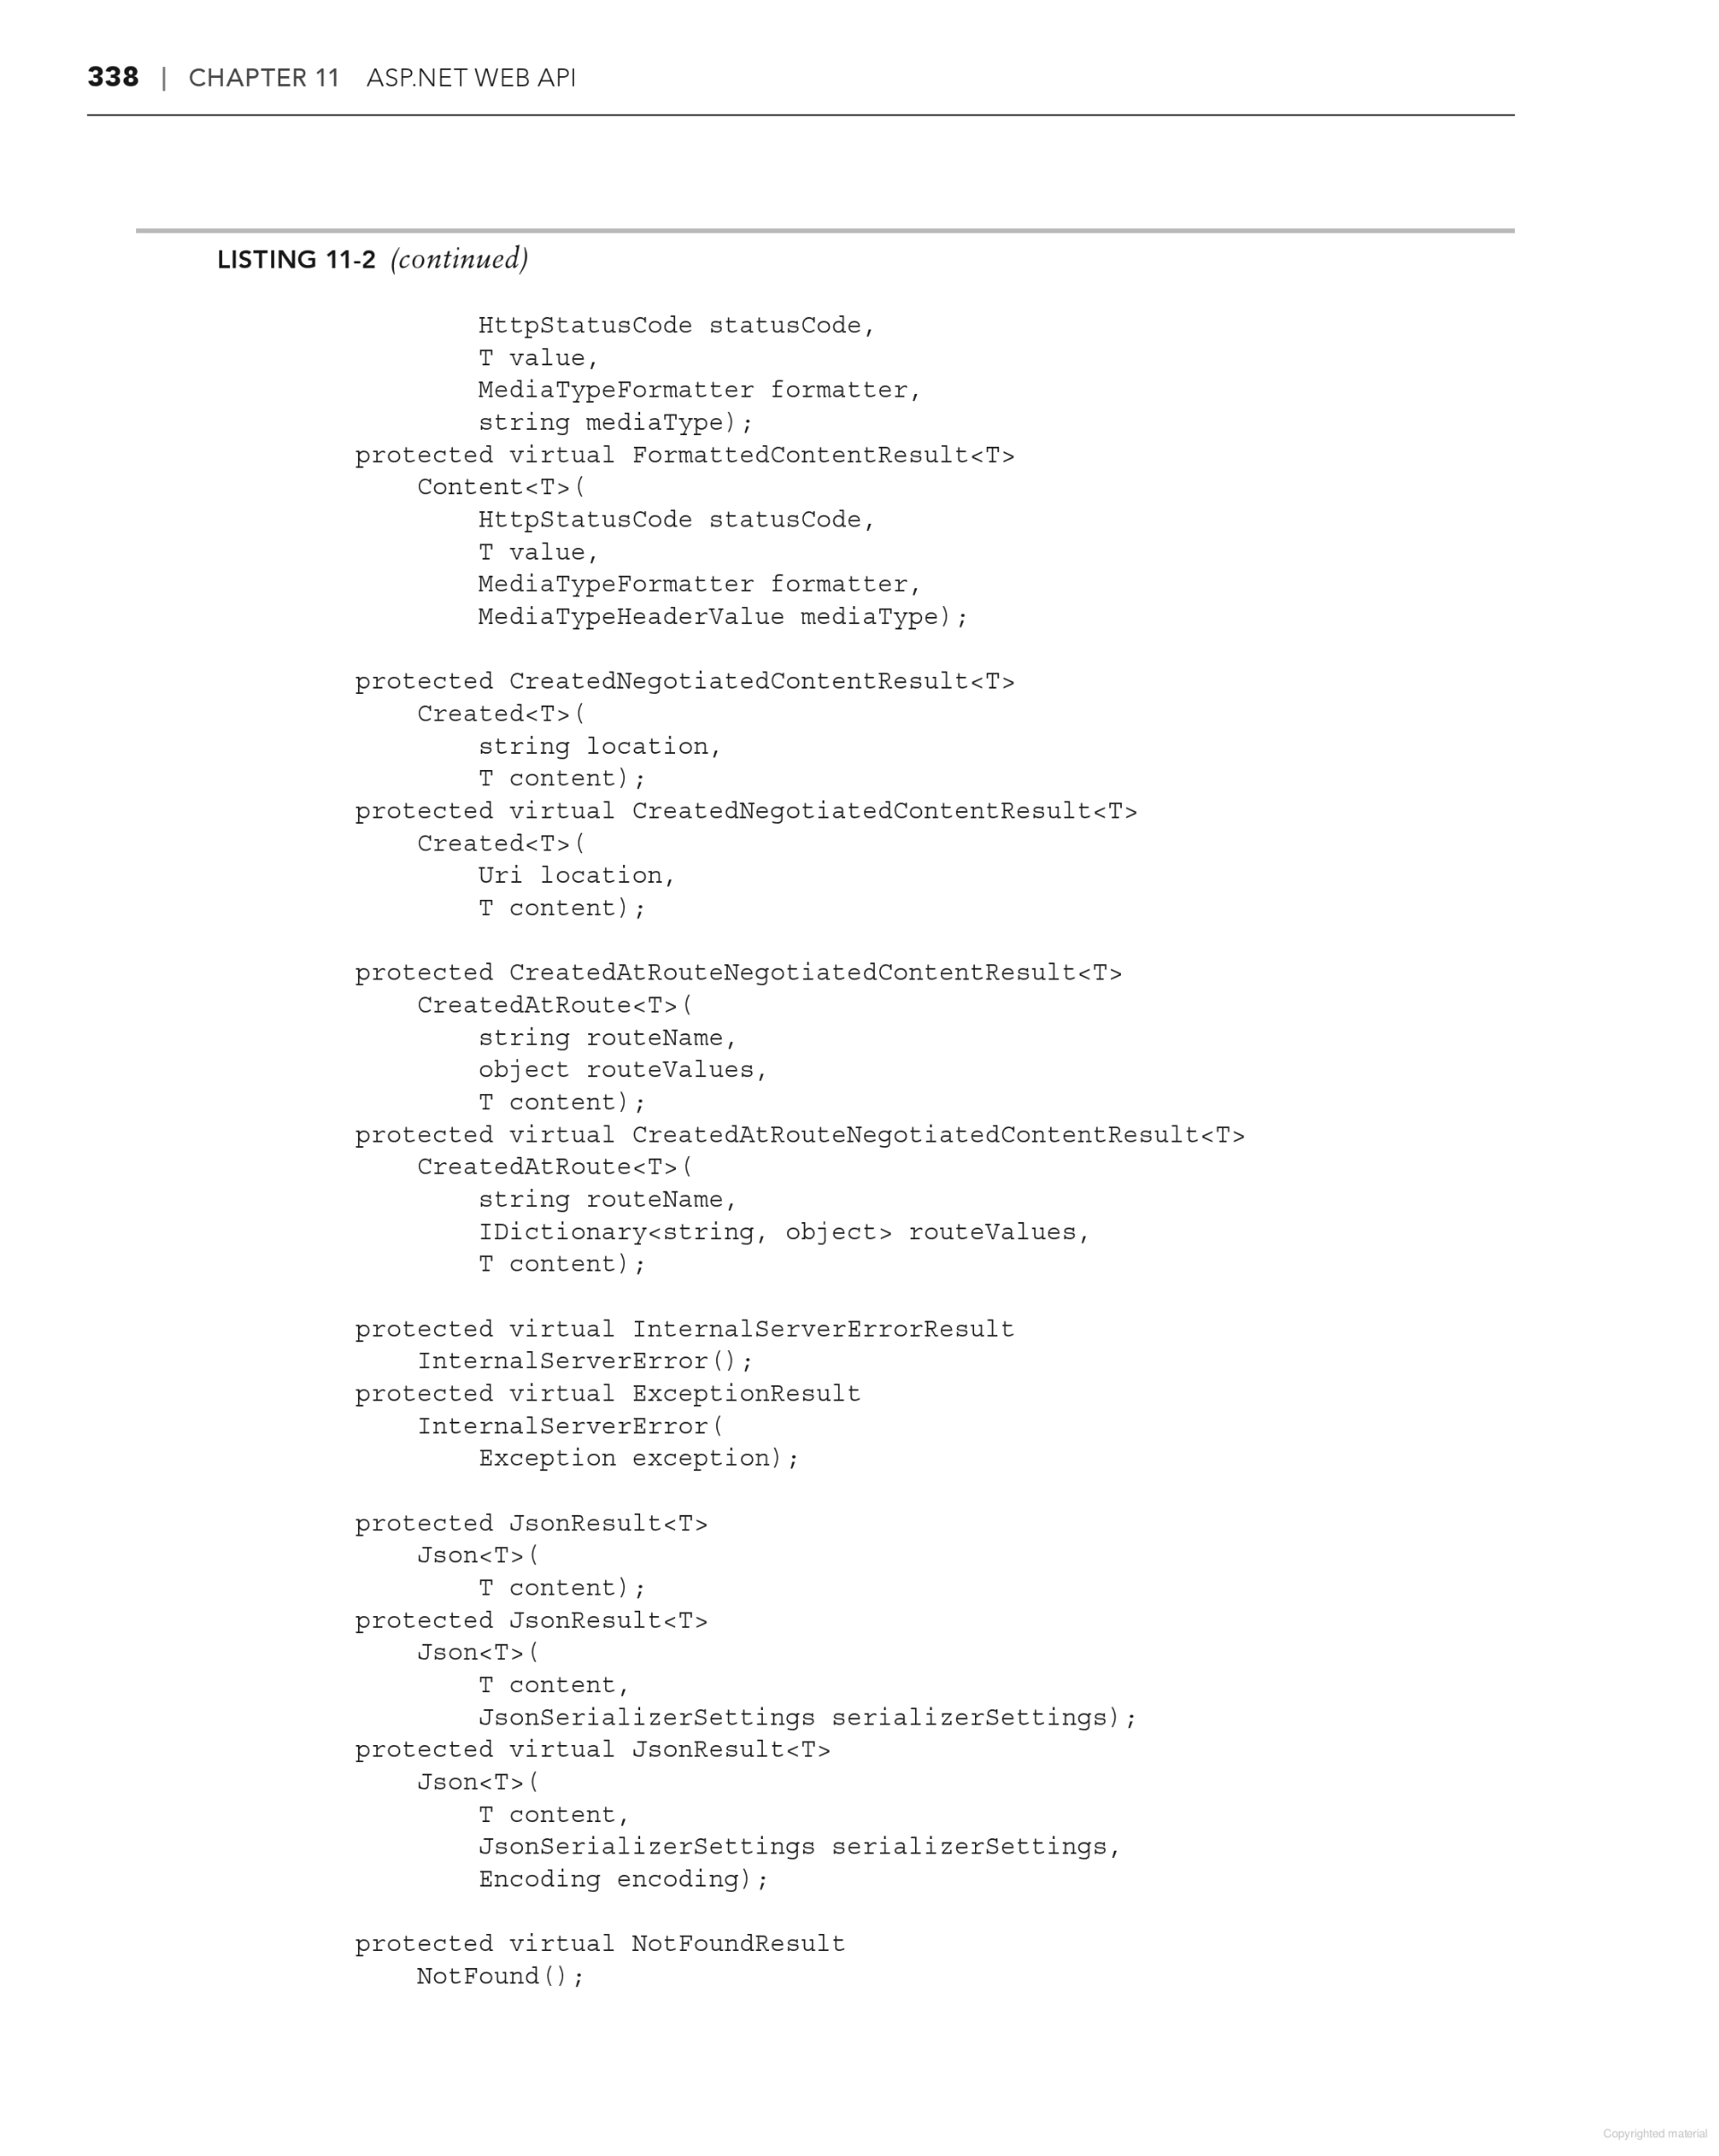 338 | CHAPTER 11 ASP.NET WEB API
LISTING 11-2 (continued)
HttpStatusCode statusCode,
T value,
MediaTypeFormatter formatter,
string mediaType);
protected virtual FormattedContentResult<T>
Content<T>(
HttpStatusCode statusCode,
T value,
MediaTypeFormatter formatter,
MediaTypeHeaderValue mediaType);
protected CreatedNegotiatedContentResult<T>
Created<T>(
string location,
T content);
protected virtual CreatedNegotiatedContentResult<T>
Created<T>(
Uri location,
T content);
protected CreatedAtRouteNegotiatedContentResult<T>
CreatedAtRoute<T>(
string routeName,
object routeValues,
T content);
protected virtual CreatedAtRouteNegotiatedContentResult<T>
CreatedAtRoute<T>(
string routeName,
IDictionary<string, object> routeValues,
T content);
protected virtual InternalServerErrorResult
InternalServerError();
protected virtual ExceptionResult
InternalServerError(
Exception exception);
protected JsonResult<T>
Json<T>(
T content);
protected JsonResult<T>
Json<T>(
T content,
JsonSerializerSettings serializerSettings);
protected virtual JsonResult<T>
Json<T>(
T content,
JsonSerializerSettings serializerSettings,
Encoding encoding);
protected virtual NotFoundResult
NotFound();
Copyrighted material